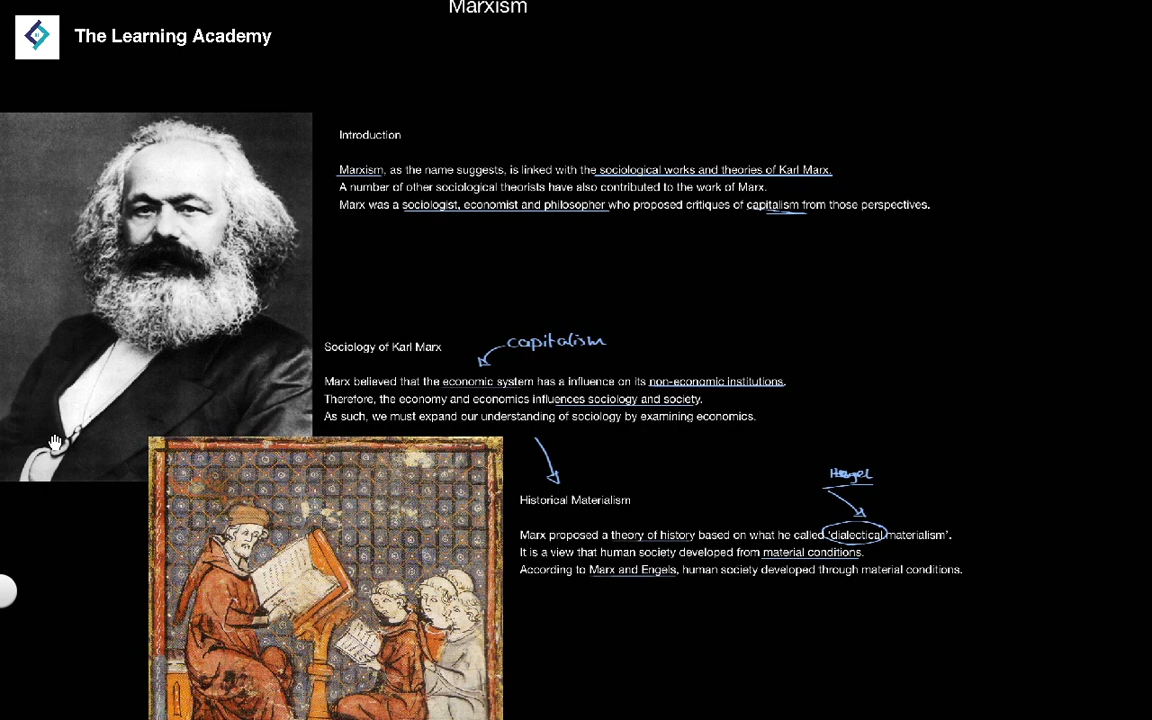 Marxism
The Learning Academy
Introduction
Marxism, as the name suggests, is linked with the sociological works and theories of Karl Marx.
A number of other sociological theorists have also contributed to the work of Marx.
Marx was a sociologist, economist and philosopher who proposed critiques of capitalism from those perspectives.
capitalism
Sociology of Karl Marx
Marx believed that the economic system has a influence on its non-economic institutions.
Therefore, the economy and economics influences sociology and society.
As such, we must expand our understanding of sociology by examining economics.
Hegel
Historical Materialism
Marx proposed a theory of history based on what he called 'dialectical materialism'.
It is a view that human society developed from material conditions.
According to Marx and Engels, human society developed through material conditions.